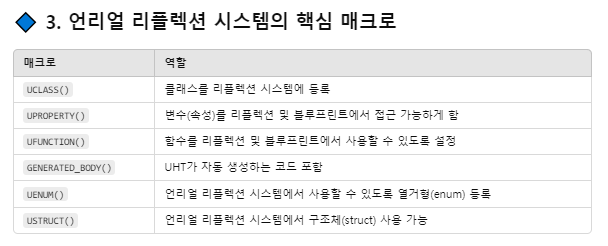 3. 언리얼 리플렉션 시스템의 핵심 매크로
매크로 역할
UCLASS() 클래스를 리플렉션 시스템에 등록
UPROPERTY() 변수(속성)를 리플렉션 및 블루프린트에서 접근 가능하게 함
UFUNCTION() 함수를 리플렉션 및 블루프린트에서 사용할 수 있도록 설정
GENERATED_BODY() UHT가 자동 생성하는 코드 포함
UENUM() 언리얼 리플렉션 시스템에서 사용할 수 있도록 열거형(enum) 등록
USTRUCT() 언리얼 리플렉션 시스템에서 구조체(struct) 사용 가능